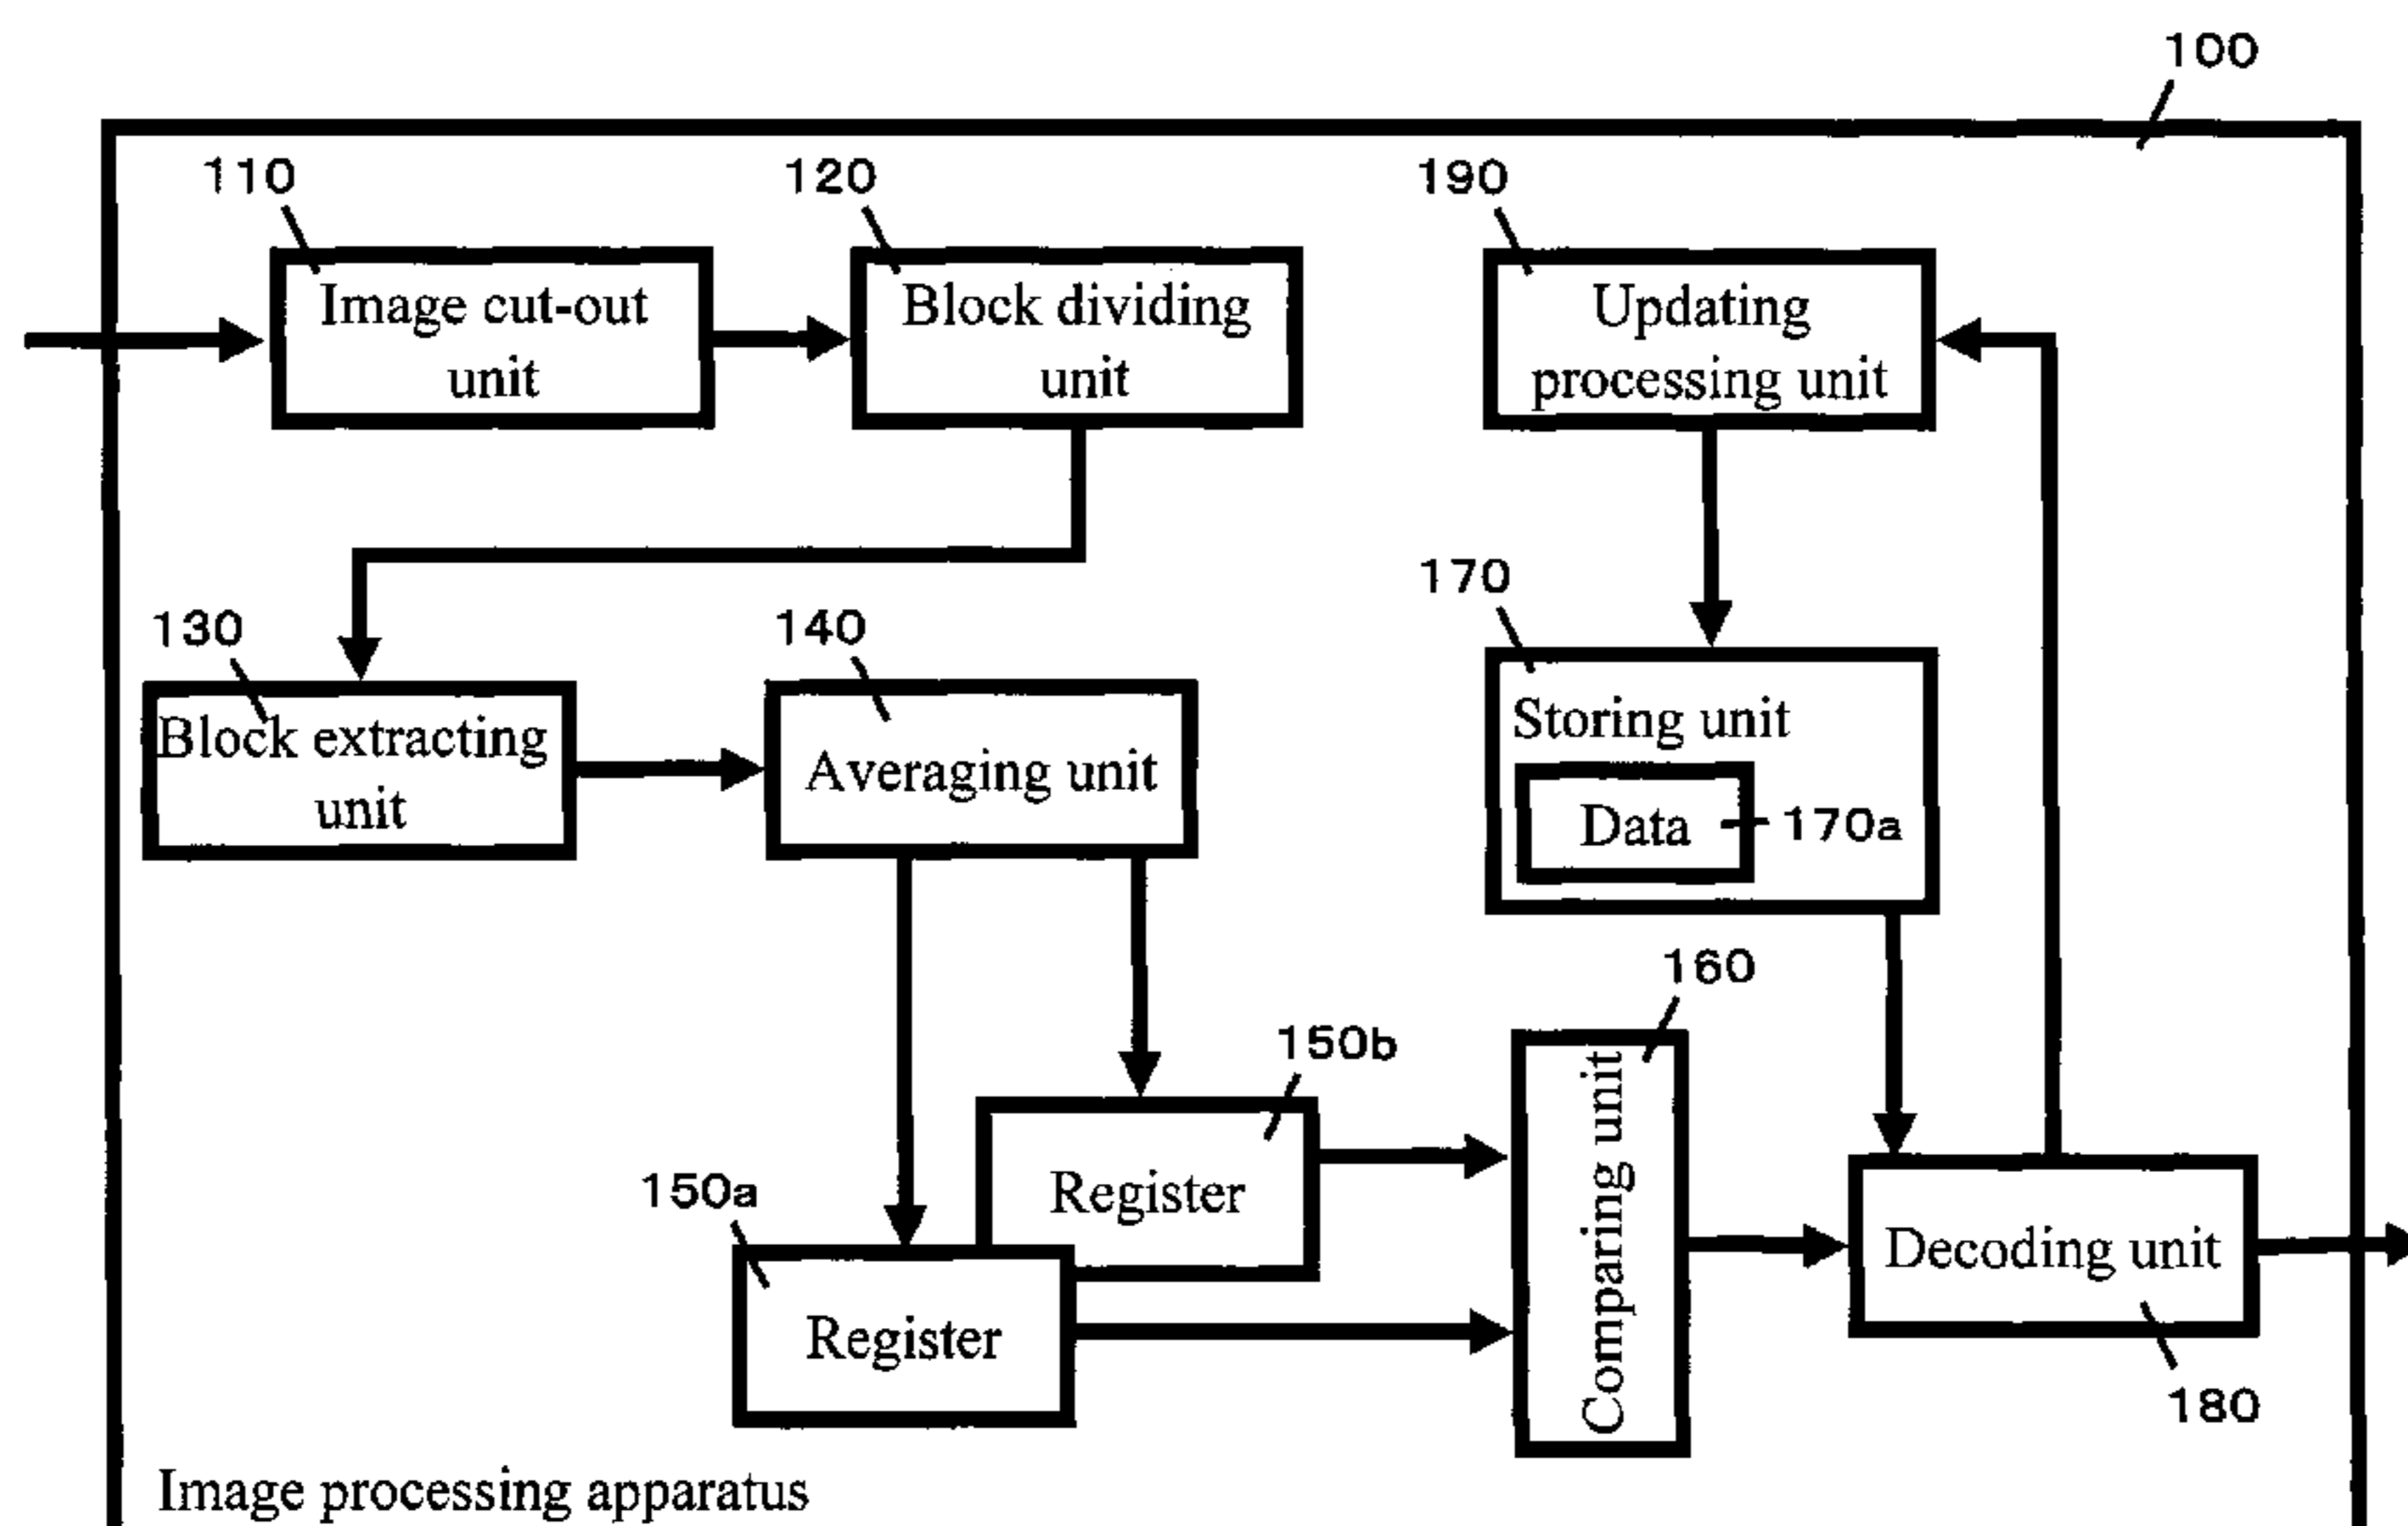 100
110
120
190
Image cut-out
unit
Block dividing
unit
Updating
processing unit
130
140
170
Block extracting
unit
Averaging unit
Storing unit
Data
170a
160
150b
150a
Register
Register
Comparing unit
Decoding unit
180
Image processing apparatus